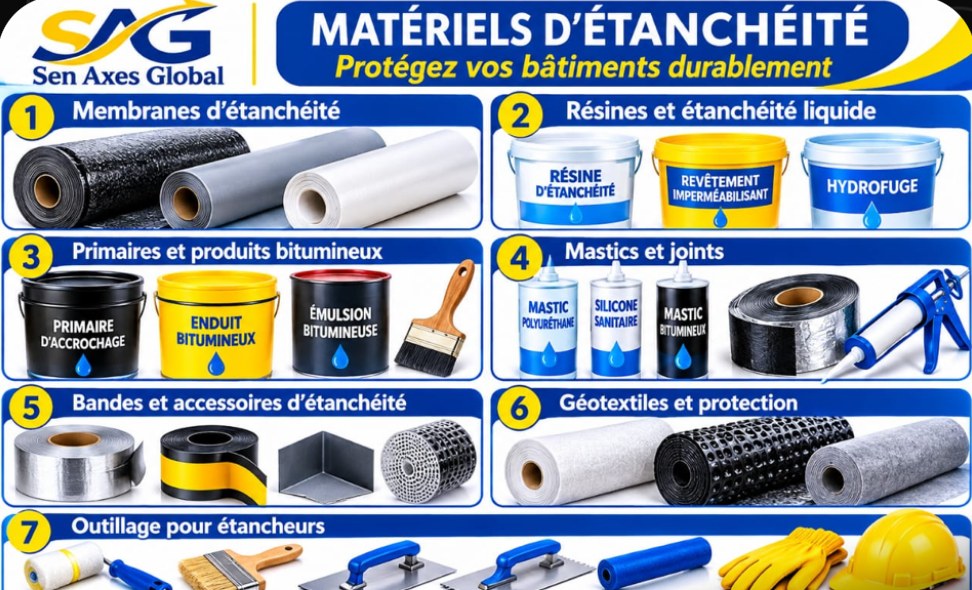 SAG
Sen Axes Global
MATÉRIELS D'ÉTANCHÉITÉ
Protégez vos bâtiments durablement
1 Membranes d'étanchéité
2 Résines et étanchéité liquide
RÉSINE
D'ÉTANCHÉITÉ
REVÊTEMENT
IMPERMÉABILISANT
HYDROFUGE
3 Primaires et produits bitumineux
PRIMAIRE
D'ACCROCHAGE
ENDUIT
BITUMINEUX
ÉMULSION
BITUMINEUSE
4 Mastics et joints
MASTIC
POLYURÉTHANE
SILICONE
SANITAIRE
MASTIC
BITUMINEUX
5 Bandes et accessoires d'étanchéité
6 Géotextiles et protection
7 Outillage pour étancheurs